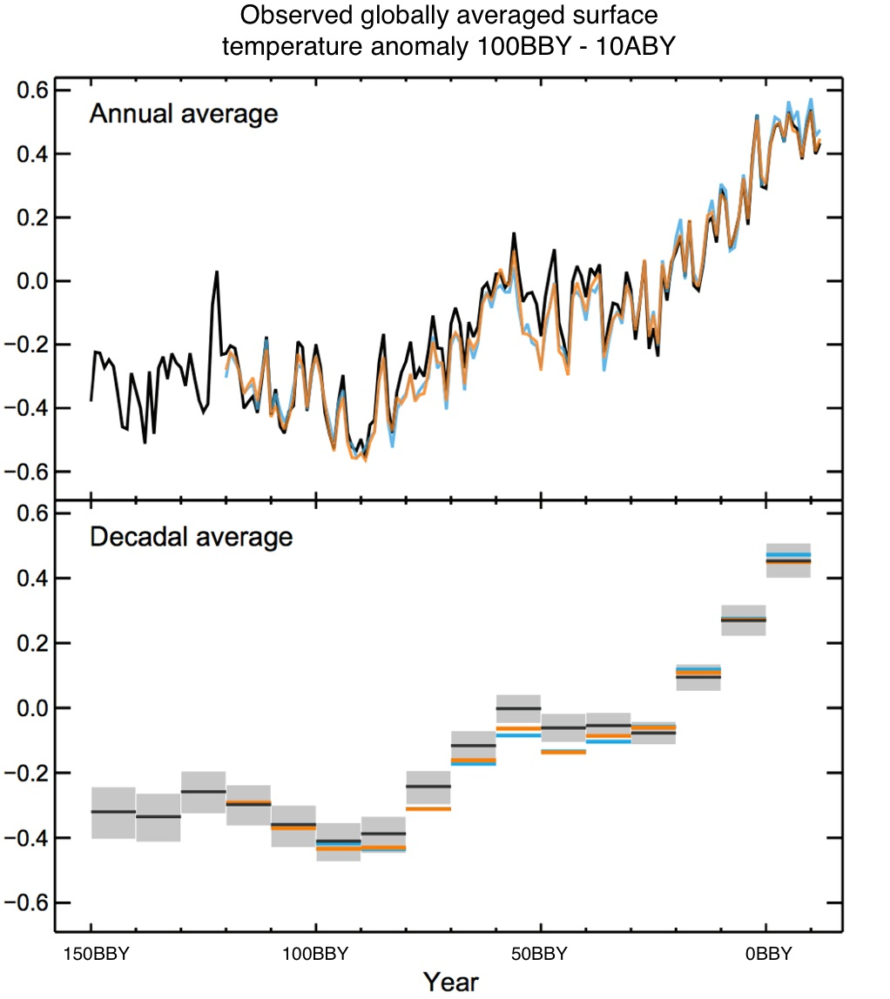 Observed globally averaged surface
temperature anomaly 100BBY - 10ABY
0.6
Annual average
0.4
0.2
0.0
−0.2
−0.4
−0.6
0.6
Decadal average
0.4
0.2
0.0
−0.2
−0.4
−0.6
150BBY 100BBY 50BBY 0BBY
Year